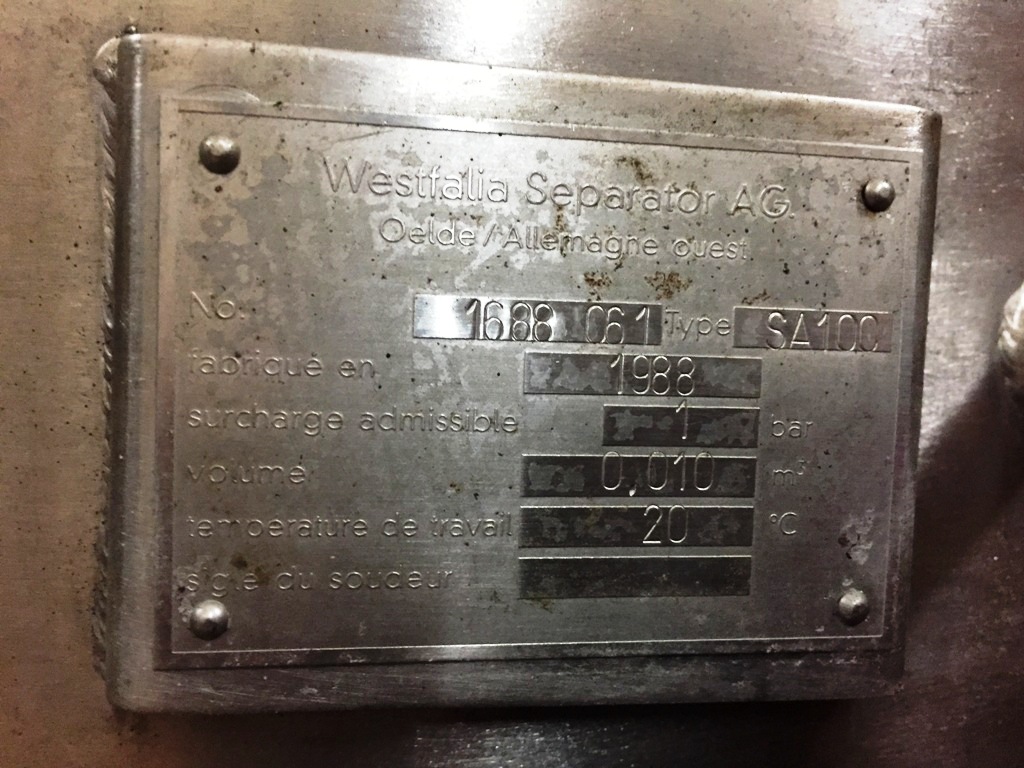 Westfalia Separator AG.
Oelde/Allemagne ouest
No. 1688 061 Type SA100
fabriqué en 1988
surcharge admissible 1 bar
volume 0,010 m³
température de travail 20 °C
sigle du soudeur